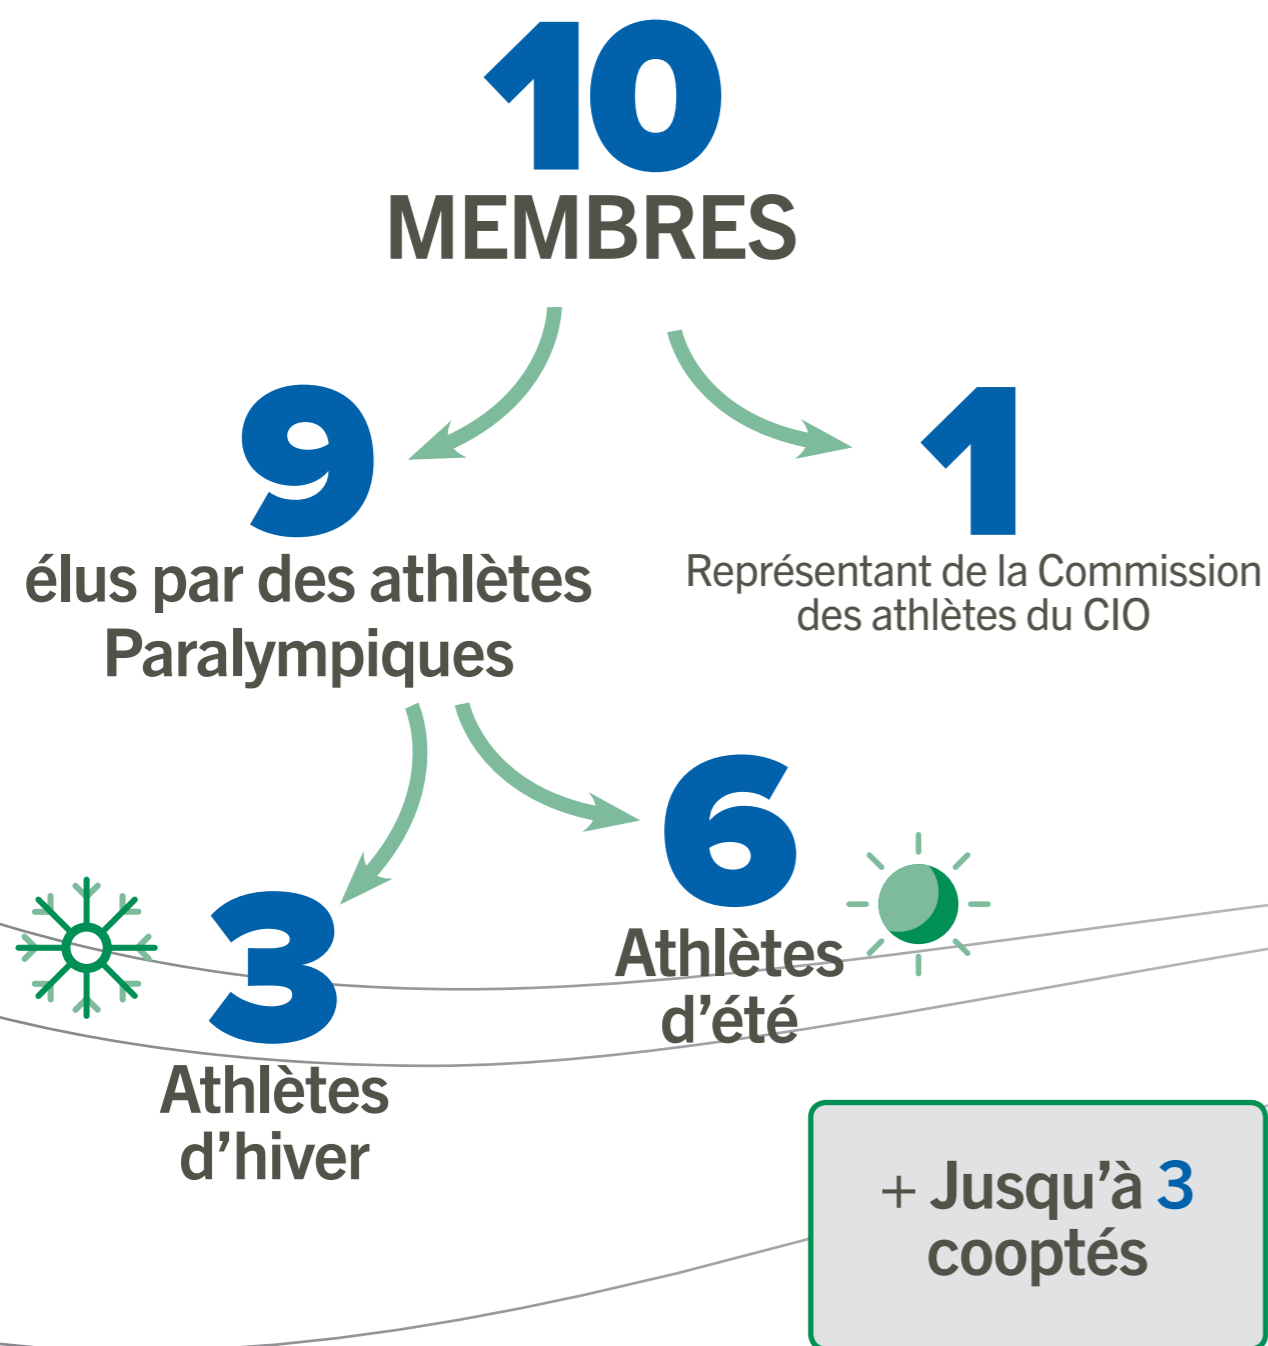 10
MEMBRES
9
élus par des athlètes
Paralympiques
1
Représentant de la Commission
des athlètes du CIO
3
Athlètes
d’hiver
6
Athlètes
d’été
+ Jusqu’à 3
cooptés